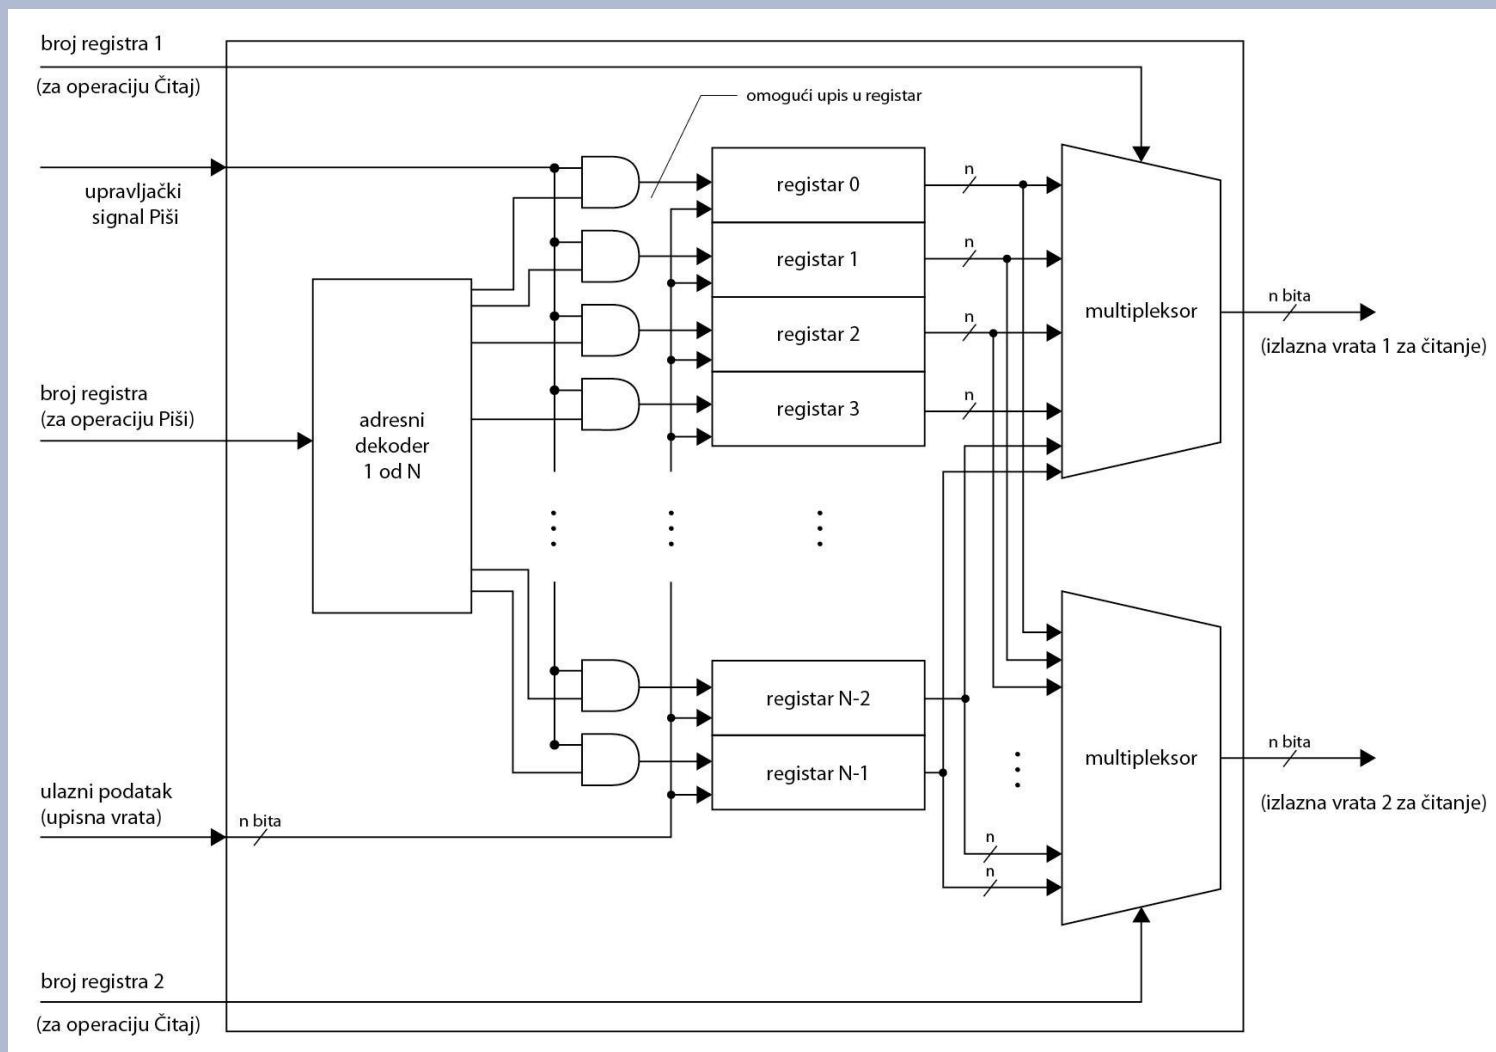 broj registra 1
(za operaciju Čitaj)
omogući upis u registar
upravljački
signal Piši
registar 0
n
registar 1
n
registar 2
n
registar 3
n
multipleksor
n bita
(izlazna vrata 1 za čitanje)
broj registra
(za operaciju Piši)
adresni
dekoder
1 od N
registar N-2
registar N-1
multipleksor
n bita
(izlazna vrata 2 za čitanje)
ulazni podatak
(upisna vrata)
n bita
n
n
broj registra 2
(za operaciju Čitaj)